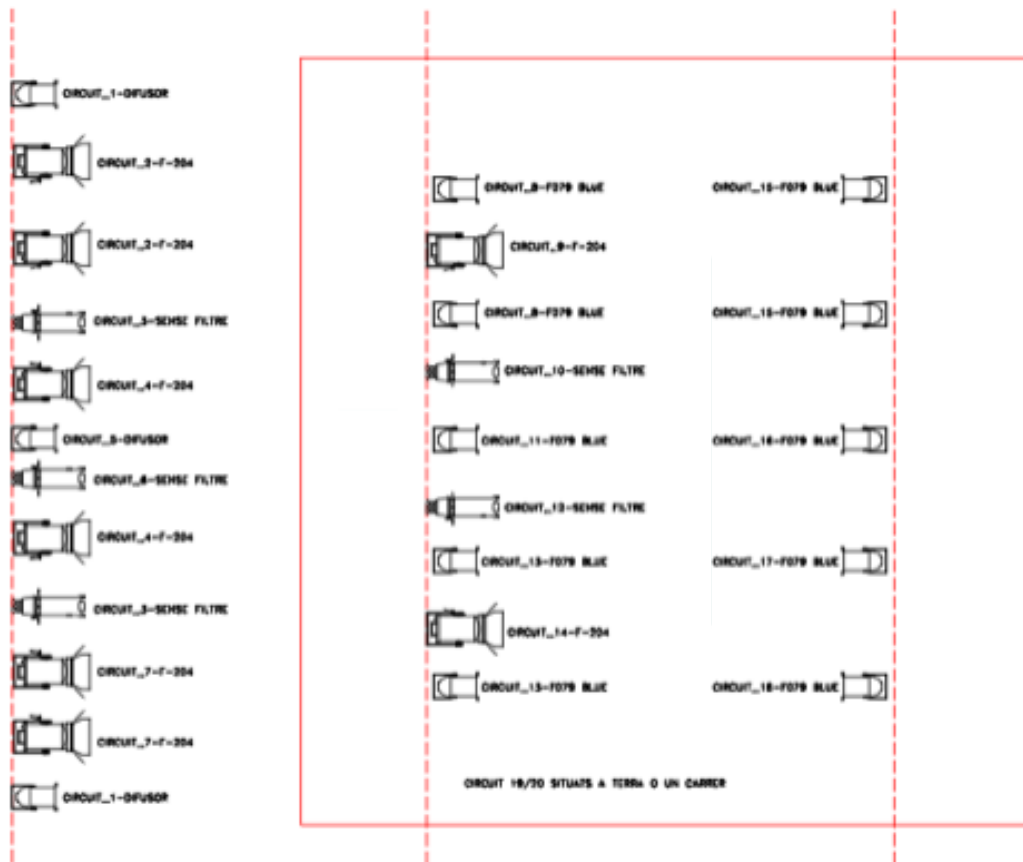 CIRCUIT_1-DIFUSOR
CIRCUIT_2-F-204
CIRCUIT_2-F-204
CIRCUIT_3-SENSE FILTRE
CIRCUIT_4-F-204
CIRCUIT_5-DIFUSOR
CIRCUIT_6-SENSE FILTRE
CIRCUIT_4-F-204
CIRCUIT_3-SENSE FILTRE
CIRCUIT_7-F-204
CIRCUIT_7-F-204
CIRCUIT_1-DIFUSOR
CIRCUIT_8-F079 BLUE
CIRCUIT_9-F-204
CIRCUIT_8-F079 BLUE
CIRCUIT_10-SENSE FILTRE
CIRCUIT_11-F079 BLUE
CIRCUIT_12-SENSE FILTRE
CIRCUIT_13-F079 BLUE
CIRCUIT_14-F-204
CIRCUIT_13-F079 BLUE
CIRCUIT_15-F079 BLUE
CIRCUIT_15-F079 BLUE
CIRCUIT_16-F079 BLUE
CIRCUIT_17-F079 BLUE
CIRCUIT_18-F079 BLUE
CIRCUIT 19/20 SITUATS A TERRA O UN CARRER